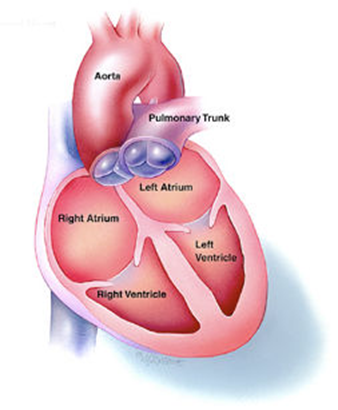 Aorta
Pulmonary Trunk
Left Atrium
Right Atrium
Left
Ventricle
Right Ventricle